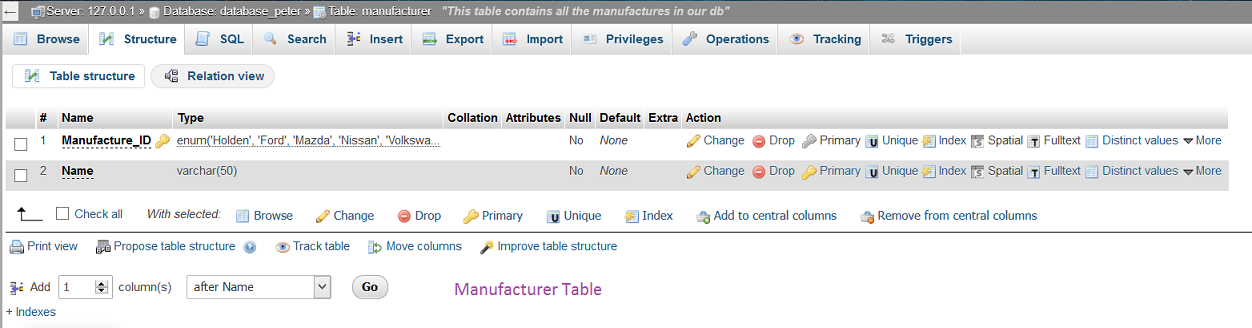 Server: 127.0.0.1 » Database: database_peter » Table: manufacturer "This table contains all the manufactures in our db"
Browse Structure SQL Search Insert Export Import Privileges Operations Tracking Triggers
Table structure Relation view
# Name Type Collation Attributes Null Default Extra Action
1 Manufacture_ID enum('Holden', 'Ford', 'Mazda', 'Nissan', 'Volkswa... No None Change Drop Primary Unique Index Spatial Fulltext Distinct values More
2 Name varchar(50) No None Change Drop Primary Unique Index Spatial Fulltext Distinct values More
Check all With selected: Browse Change Drop Primary Unique Index Add to central columns Remove from central columns
Print view Propose table structure Track table Move columns Improve table structure
Add 1 column(s) after Name Go Manufacturer Table
+ Indexes